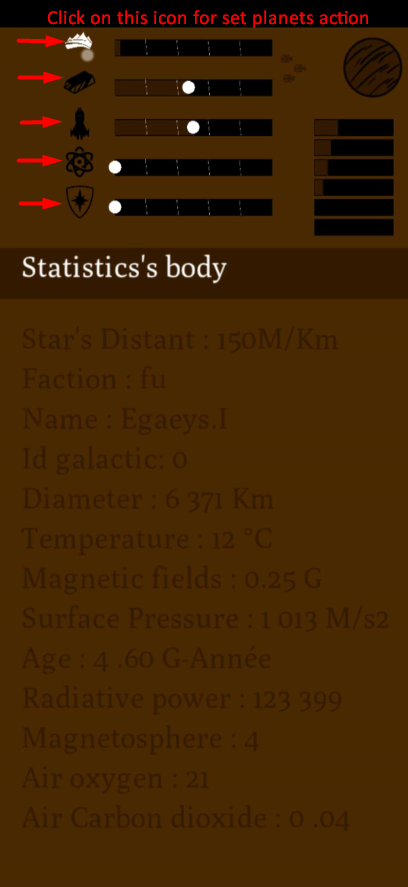 Click on this icon for set planets action
Statistics's body
Star's Distant : 150M/Km
Faction : fu
Name : Egaeys.I
Id galactic: 0
Diameter : 6 371 Km
Temperature : 12 °C
Magnetic fields : 0.25 G
Surface Pressure : 1 013 M/s2
Age : 4 .60 G-Année
Radiative power : 123 399
Magnetosphere : 4
Air oxygen : 21
Air Carbon dioxide : 0 .04